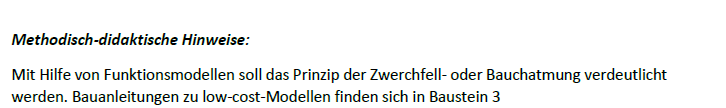 Methodisch-didaktische Hinweise:
Mit Hilfe von Funktionsmodellen soll das Prinzip der Zwerchfell- oder Bauchatmung verdeutlicht
werden. Bauanleitungen zu low-cost-Modellen finden sich in Baustein 3